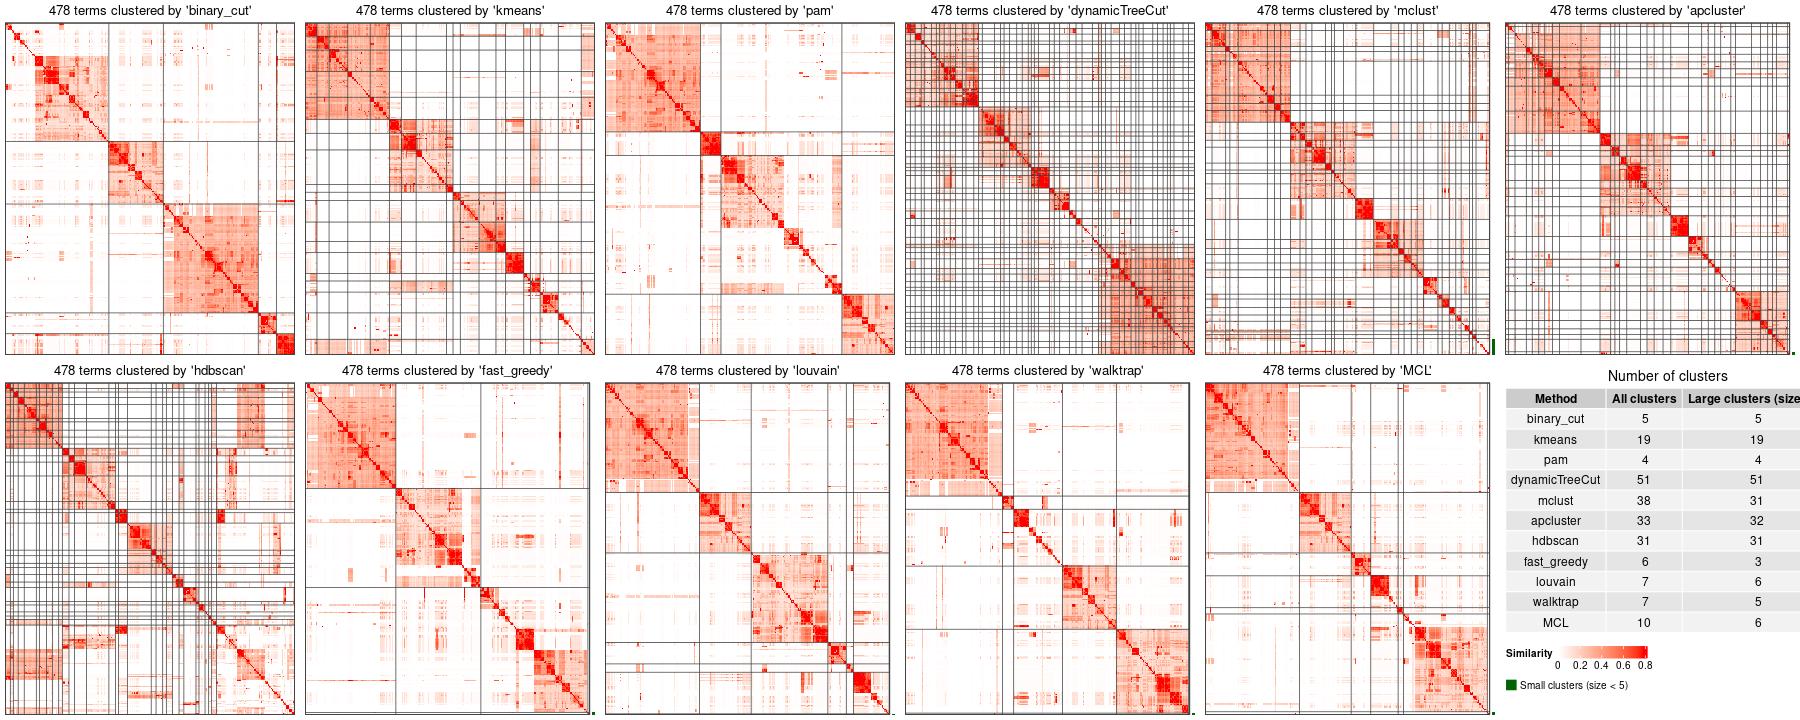 478 terms clustered by 'binary_cut'
478 terms clustered by 'kmeans'
478 terms clustered by 'pam'
478 terms clustered by 'dynamicTreeCut'
478 terms clustered by 'mclust'
478 terms clustered by 'apcluster'
478 terms clustered by 'hdbscan'
478 terms clustered by 'fast_greedy'
478 terms clustered by 'louvain'
478 terms clustered by 'walktrap'
478 terms clustered by 'MCL'
Number of clusters
Method All clusters Large clusters (size
binary_cut 5 5
kmeans 19 19
pam 4 4
dynamicTreeCut 51 51
mclust 38 31
apcluster 33 32
hdbscan 31 31
fast_greedy 6 3
louvain 7 6
walktrap 7 5
MCL 10 6
Similarity
0 0.2 0.4 0.6 0.8
Small clusters (size < 5)